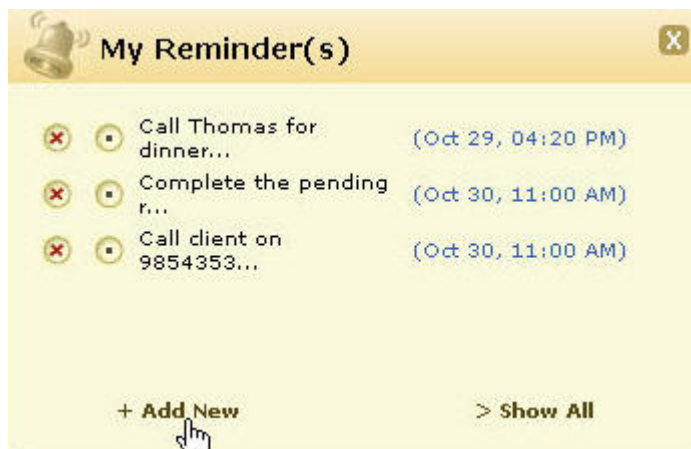 My Reminder(s)
X
Call Thomas for
dinner... (Oct 29, 04:20 PM)
Complete the pending
r... (Oct 30, 11:00 AM)
Call client on
9854353... (Oct 30, 11:00 AM)
+ Add New > Show All